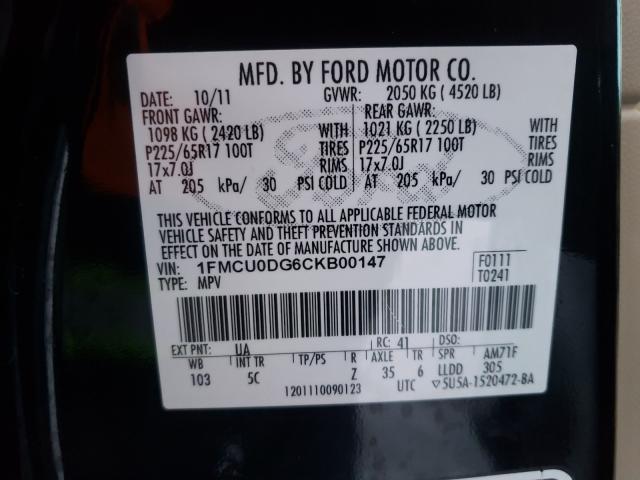 MFD. BY FORD MOTOR CO.
DATE: 10/11 GVWR: 2050 KG (4520 LB)
FRONT GAWR: REAR GAWR:
1098 KG (2420 LB) WITH 1021 KG (2250 LB) WITH
P225/65R17 100T TIRES P225/65R17 100T TIRES
17x7.0J RIMS 17x7.0J RIMS
AT 205 kPa/ 30 PSI COLD AT 205 kPa/ 30 PSI COLD
THIS VEHICLE CONFORMS TO ALL APPLICABLE FEDERAL MOTOR
VEHICLE SAFETY AND THEFT PREVENTION STANDARDS IN
EFFECT ON THE DATE OF MANUFACTURE SHOWN ABOVE.
VIN: 1FMCU0DG6CKB00147 F0111
TYPE: MPV T0241
EXT PNT: UA RC: 41 DSO:
WB INT TR TP/PS R AXLE TR SPR AM71F
103 5C Z 35 6 LLDD 305
1201110090123 UTC ▽5U5A-1520472-BA